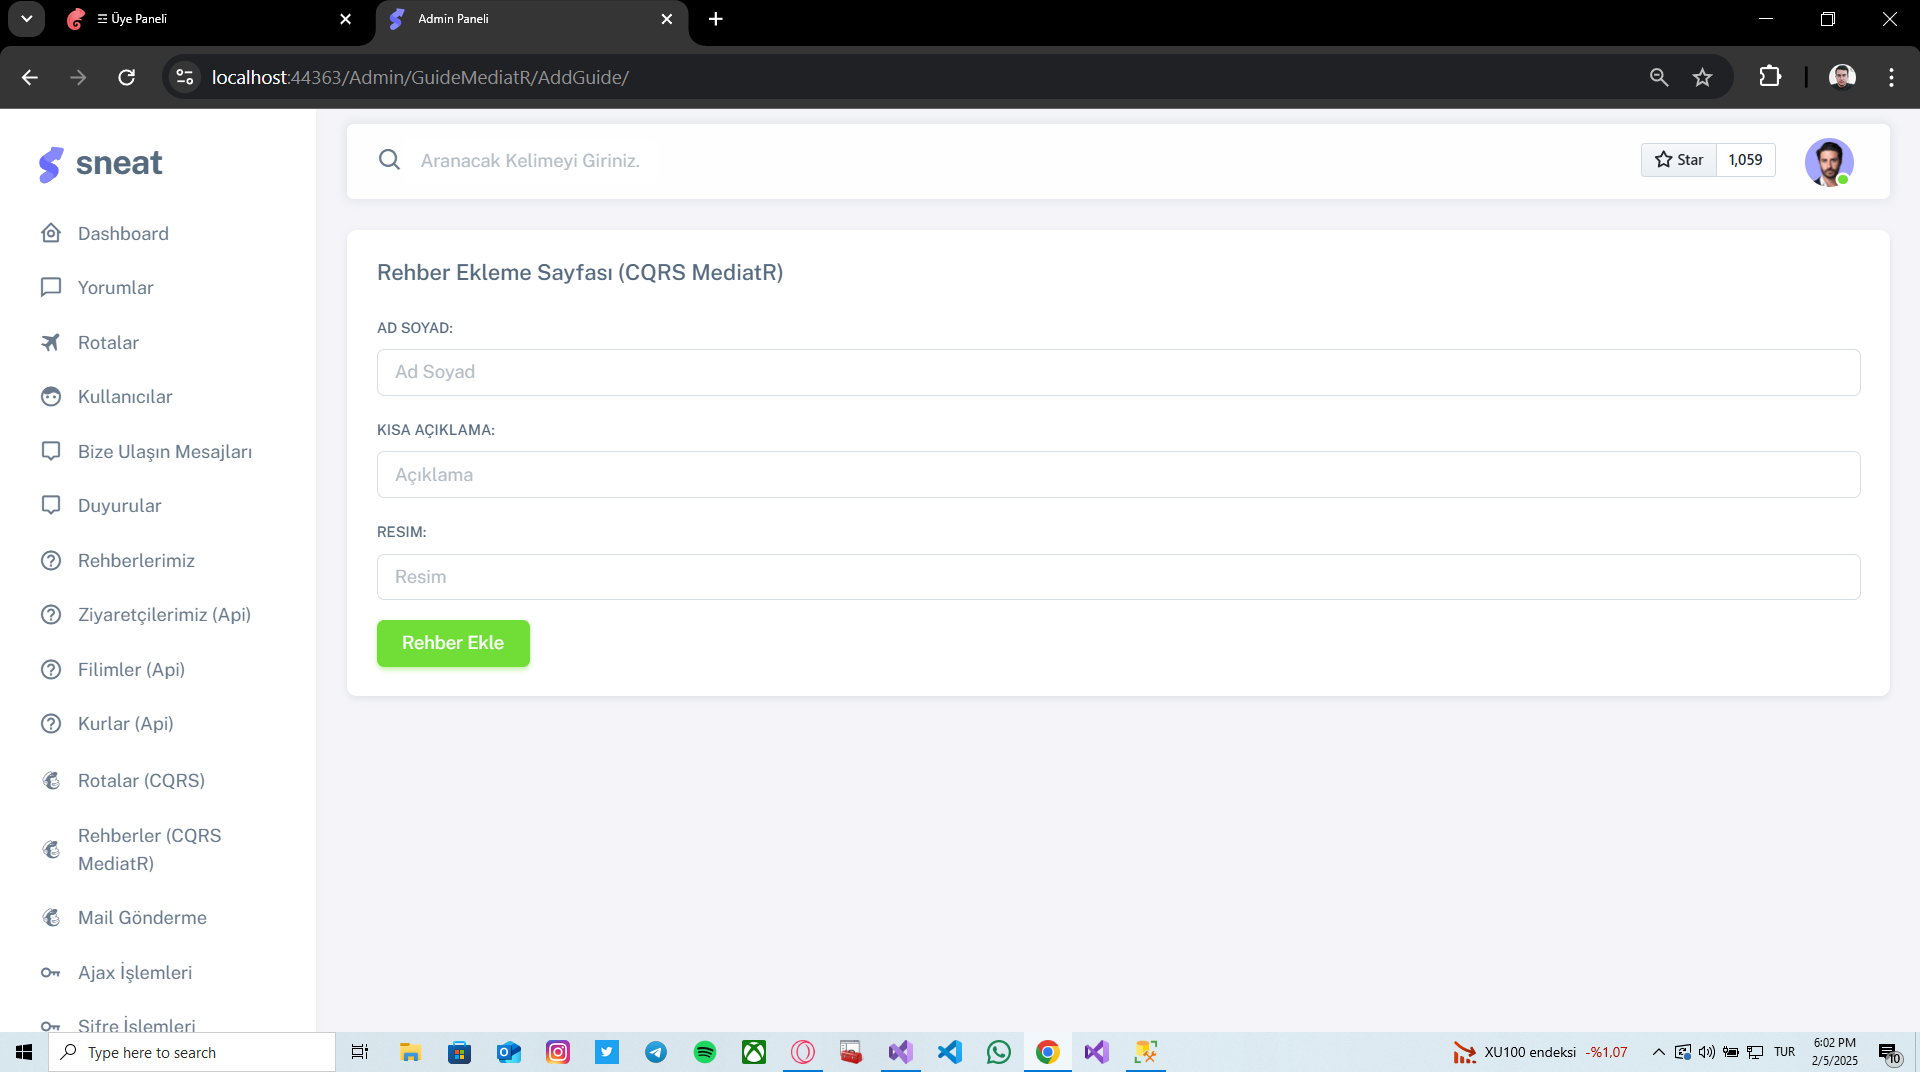 Üye Paneli
Admin Paneli
localhost:44363/Admin/GuideMediatR/AddGuide/
sneat
Aranacak Kelimeyi Giriniz.
Star
1,059
Dashboard
Yorumlar
Rotalar
Kullanıcılar
Bize Ulaşın Mesajları
Duyurular
Rehberlerimiz
Ziyaretçilerimiz (Api)
Filimler (Api)
Kurlar (Api)
Rotalar (CQRS)
Rehberler (CQRS
MediatR)
Mail Gönderme
Ajax İşlemleri
Şifre İşlemleri
Rehber Ekleme Sayfası (CQRS MediatR)
AD SOYAD:
Ad Soyad
KISA AÇIKLAMA:
Açıklama
RESIM:
Resim
Rehber Ekle
Type here to search
XU100 endeksi -%1,07
TUR
6:02 PM
2/5/2025
10